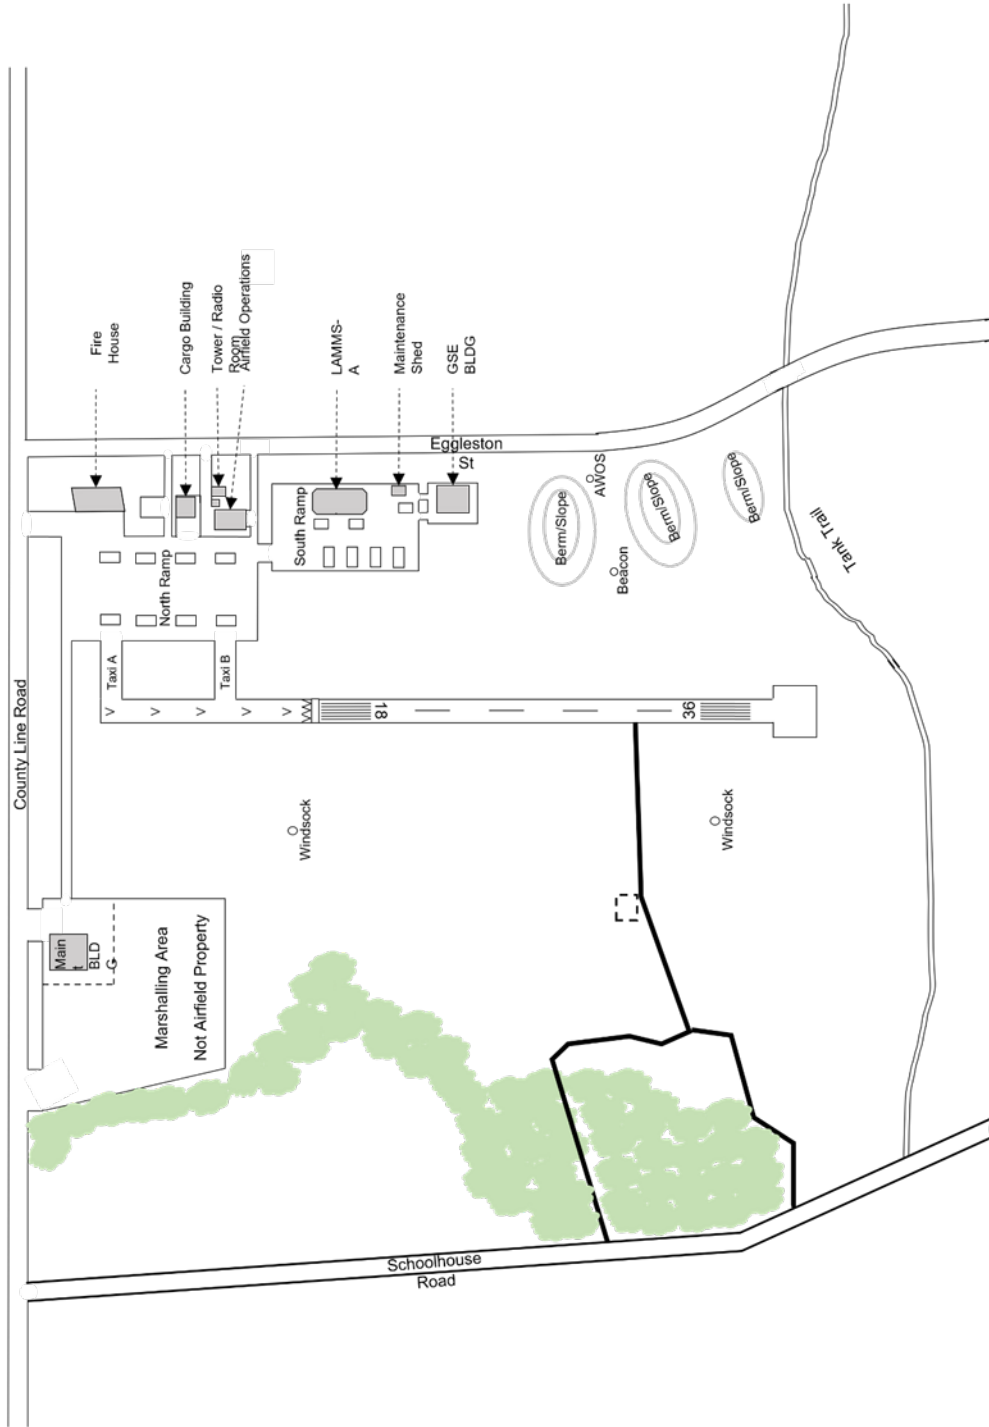 Fire
House
Cargo Building
Tower / Radio
Room
Airfield Operations
LAMMS-
A
Maintenance
Shed
GSE
BLDG
Eggleston
St
South Ramp
North Ramp
Taxi A
Taxi B
Berm/Slope
AWOS
Berm/Slope
Berm/Slope
Beacon
Tank Trail
County Line Road
18
36
Windsock
Windsock
Main
t
BLD
G
Marshalling Area
Not Airfield Property
Schoolhouse
Road